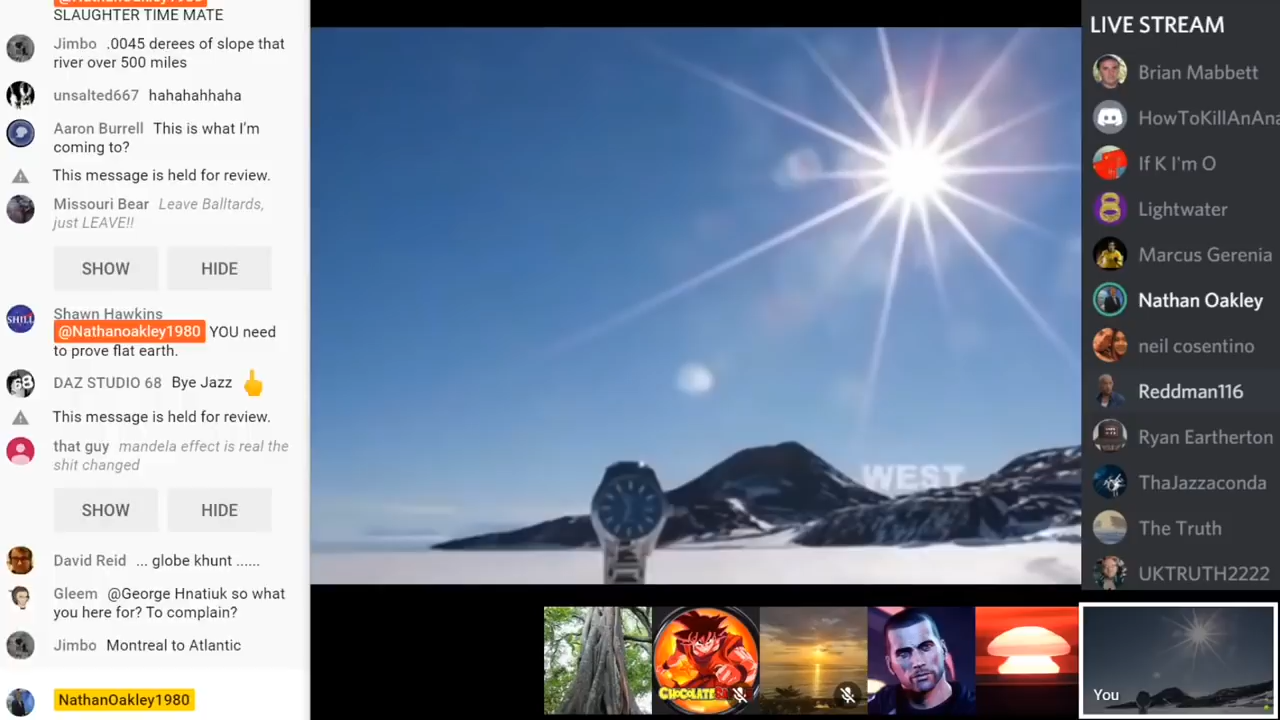 @Nathanoakley1980
SLAUGHTER TIME MATE
Jimbo .0045 derees of slope that
river over 500 miles
unsalted667 hahahahhaha
Aaron Burrell This is what I'm
coming to?
This message is held for review.
Missouri Bear Leave Balltards,
just LEAVE!!
SHOW HIDE
Shawn Hawkins
@Nathanoakley1980 YOU need
to prove flat earth.
DAZ STUDIO 68 Bye Jazz
This message is held for review.
that guy mandela effect is real the
shit changed
SHOW HIDE
David Reid ... globe khunt ......
Gleem @George Hnatiuk so what
you here for? To complain?
Jimbo Montreal to Atlantic
NathanOakley1980
SHILL
68
WEST
CHOCOLATE
LIVE STREAM
Brian Mabbett
HowToKillAnAna
If K I'm O
Lightwater
Marcus Gerenia
Nathan Oakley
neil cosentino
Reddman116
Ryan Eartherton
ThaJazzaconda
The Truth
UKTRUTH2222
You